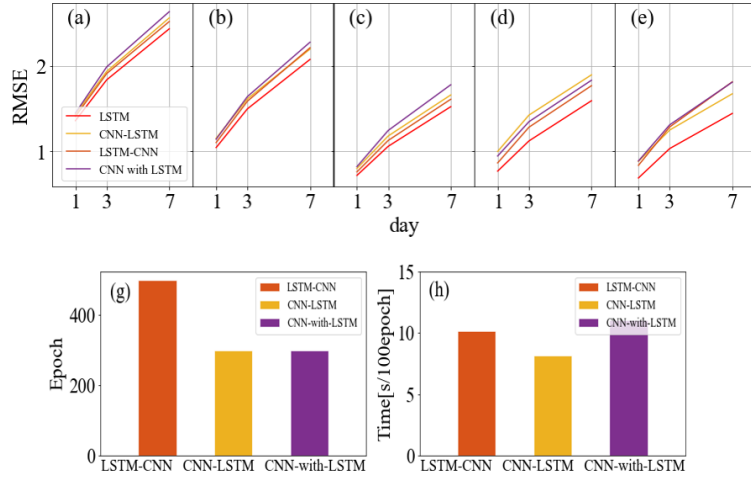 (a) (b) (c) (d) (e)
RMSE
2
1
LSTM
CNN-LSTM
LSTM-CNN
CNN with LSTM
1 3 7 1 3 7 1 3 7 1 3 7 1 3 7
day
(g)
Epoch
400
200
0
LSTM-CNN
CNN-LSTM
CNN-with-LSTM
LSTM-CNN CNN-LSTM CNN-with-LSTM
(h)
Time[s/100epoch]
15
10
5
0
LSTM-CNN
CNN-LSTM
CNN-with-LSTM
LSTM-CNN CNN-LSTM CNN-with-LSTM